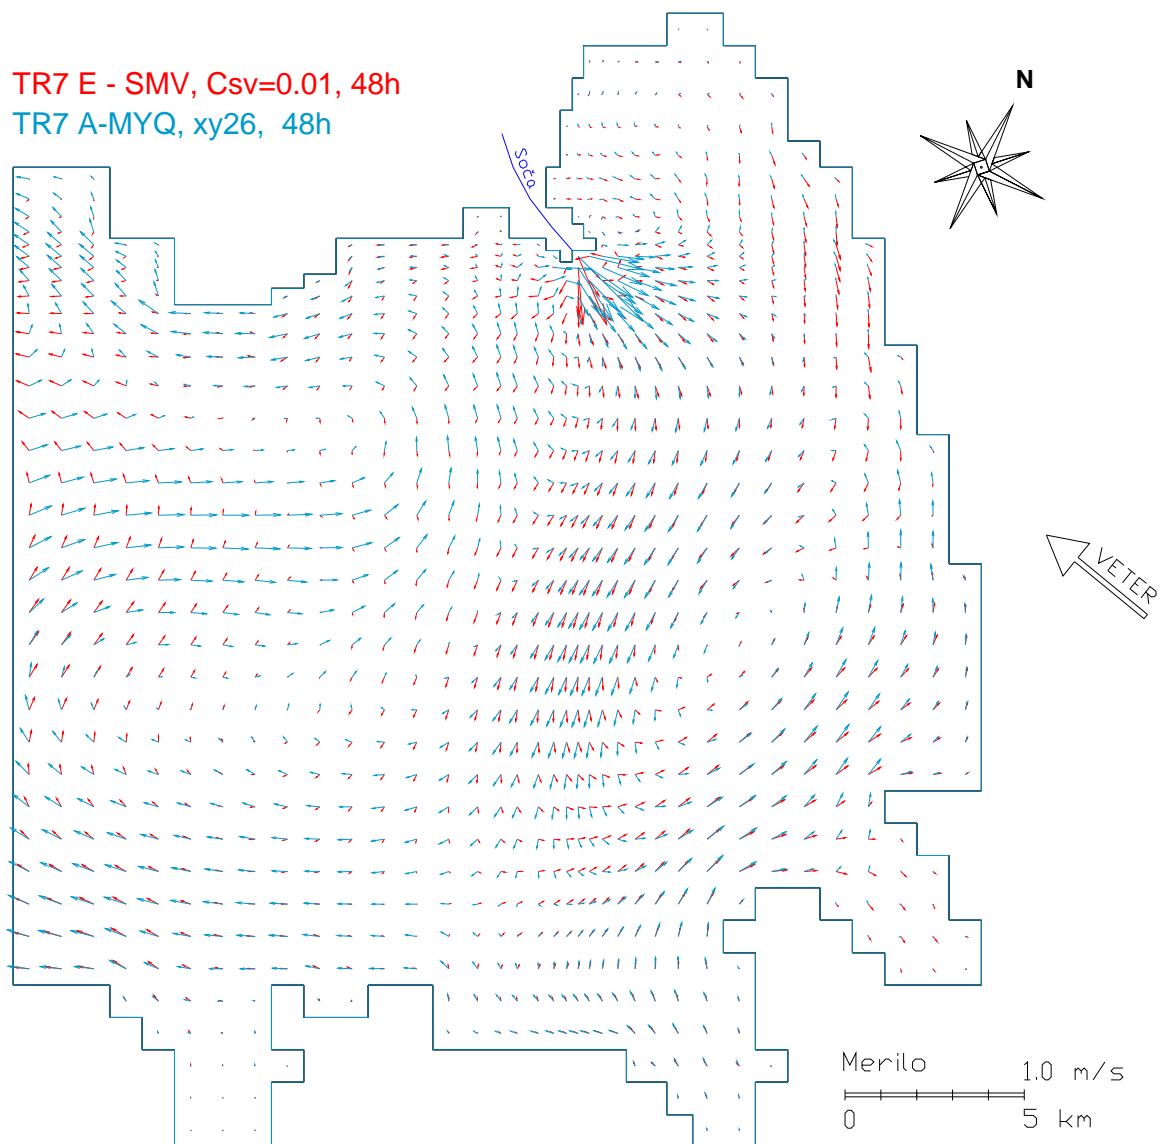 TR7 E - SMV, Csv=0.01, 48h
TR7 A-MYQ, xy26, 48h
N
Soča
VETER
Merilo
1.0 m/s
0
5 km